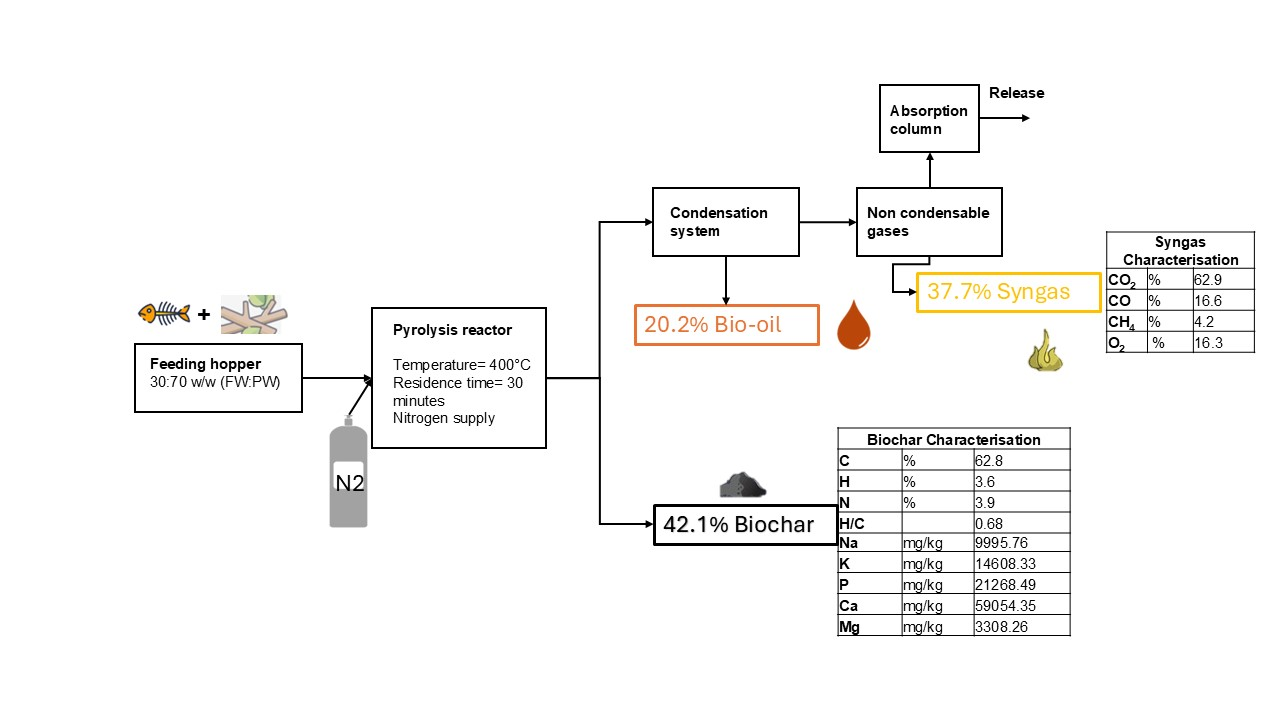 Release
Absorption
column
Condensation
system
Non condensable
gases
Syngas
Characterisation
CO2 % 62.9
CO % 16.6
CH4 % 4.2
O2 % 16.3
37.7% Syngas
20.2% Bio-oil
+
Feeding hopper
30:70 w/w (FW:PW)
Pyrolysis reactor
Temperature= 400°C
Residence time= 30
minutes
Nitrogen supply
N2
42.1% Biochar
Biochar Characterisation
C % 62.8
H % 3.6
N % 3.9
H/C 0.68
Na mg/kg 9995.76
K mg/kg 14608.33
P mg/kg 21268.49
Ca mg/kg 59054.35
Mg mg/kg 3308.26